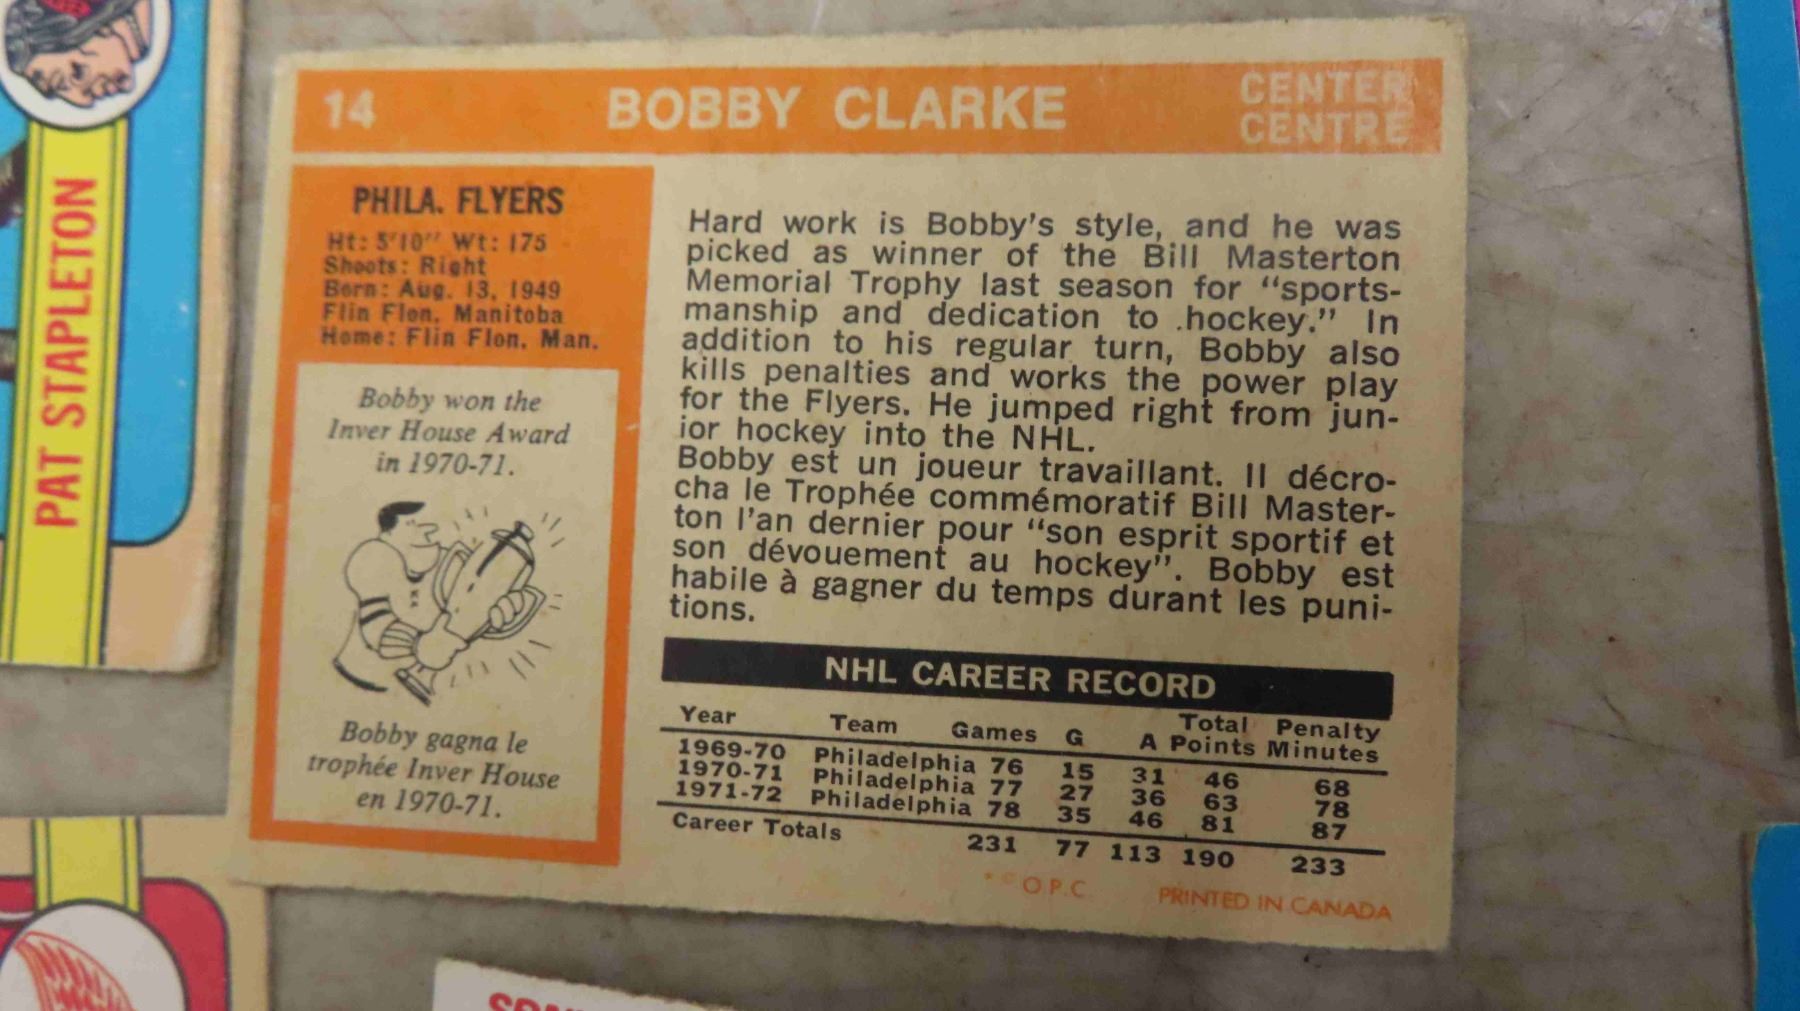 14 BOBBY CLARKE CENTER
CENTRE
PHILA. FLYERS
Ht: 5'10" Wt: 175
Shoots: Right
Born: Aug. 13, 1949
Flin Flon, Manitoba
Home: Flin Flon, Man.
Bobby won the
Inver House Award
in 1970-71.
Bobby gagna le
trophée Inver House
en 1970-71.
Hard work is Bobby's style, and he was
picked as winner of the Bill Masterton
Memorial Trophy last season for "sports-
manship and dedication to .hockey." In
addition to his regular turn, Bobby also
kills penalties and works the power play
for the Flyers. He jumped right from jun-
ior hockey into the NHL.
Bobby est un joueur travaillant. Il décro-
cha le Trophée commémoratif Bill Master-
ton l'an dernier pour "son esprit sportif et
son dévouement au hockey". Bobby est
habile à gagner du temps durant les puni-
tions.
NHL CAREER RECORD
Year Team Games G A Total Points Penalty Minutes
1969-70 Philadelphia 76 15 31 46 68
1970-71 Philadelphia 77 27 36 63 78
1971-72 Philadelphia 78 35 46 81 87
Career Totals 231 77 113 190 233
* © O.P.C. PRINTED IN CANADA
PAT STAPLETON